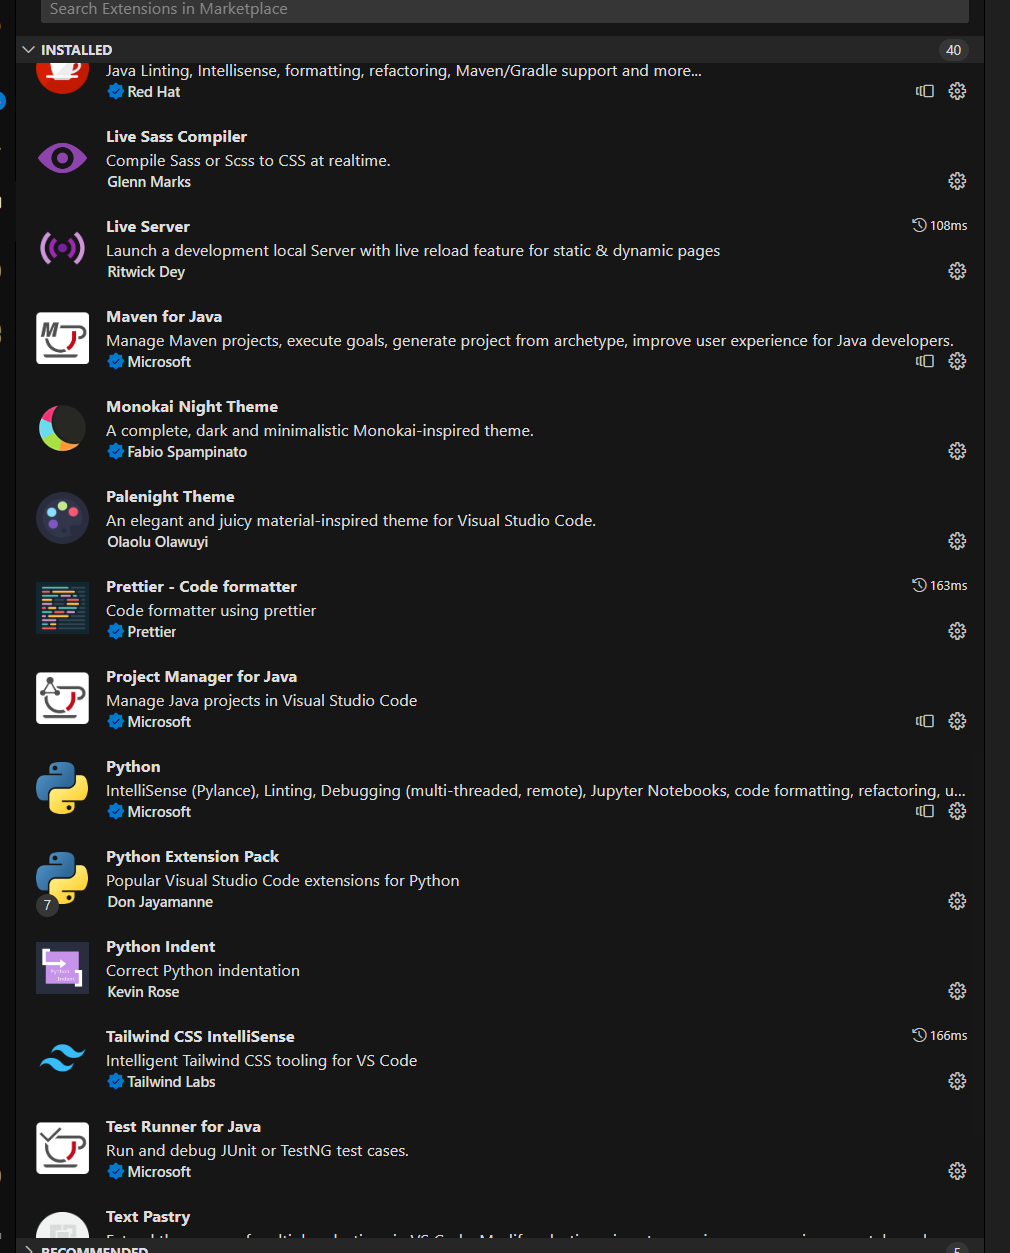 Search Extensions in Marketplace
INSTALLED 40
Java Linting, Intellisense, formatting, refactoring, Maven/Gradle support and more...
Red Hat
Live Sass Compiler
Compile Sass or Scss to CSS at realtime.
Glenn Marks
Live Server 108ms
Launch a development local Server with live reload feature for static & dynamic pages
Ritwick Dey
Maven for Java
Manage Maven projects, execute goals, generate project from archetype, improve user experience for Java developers.
Microsoft
Monokai Night Theme
A complete, dark and minimalistic Monokai-inspired theme.
Fabio Spampinato
Palenight Theme
An elegant and juicy material-inspired theme for Visual Studio Code.
Olaolu Olawuyi
Prettier - Code formatter 163ms
Code formatter using prettier
Prettier
Project Manager for Java
Manage Java projects in Visual Studio Code
Microsoft
Python
IntelliSense (Pylance), Linting, Debugging (multi-threaded, remote), Jupyter Notebooks, code formatting, refactoring, u...
Microsoft
Python Extension Pack
Popular Visual Studio Code extensions for Python
7
Don Jayamanne
Python Indent
Correct Python indentation
Kevin Rose
Tailwind CSS IntelliSense 166ms
Intelligent Tailwind CSS tooling for VS Code
Tailwind Labs
Test Runner for Java
Run and debug JUnit or TestNG test cases.
Microsoft
Text Pastry
RECOMMENDED 5